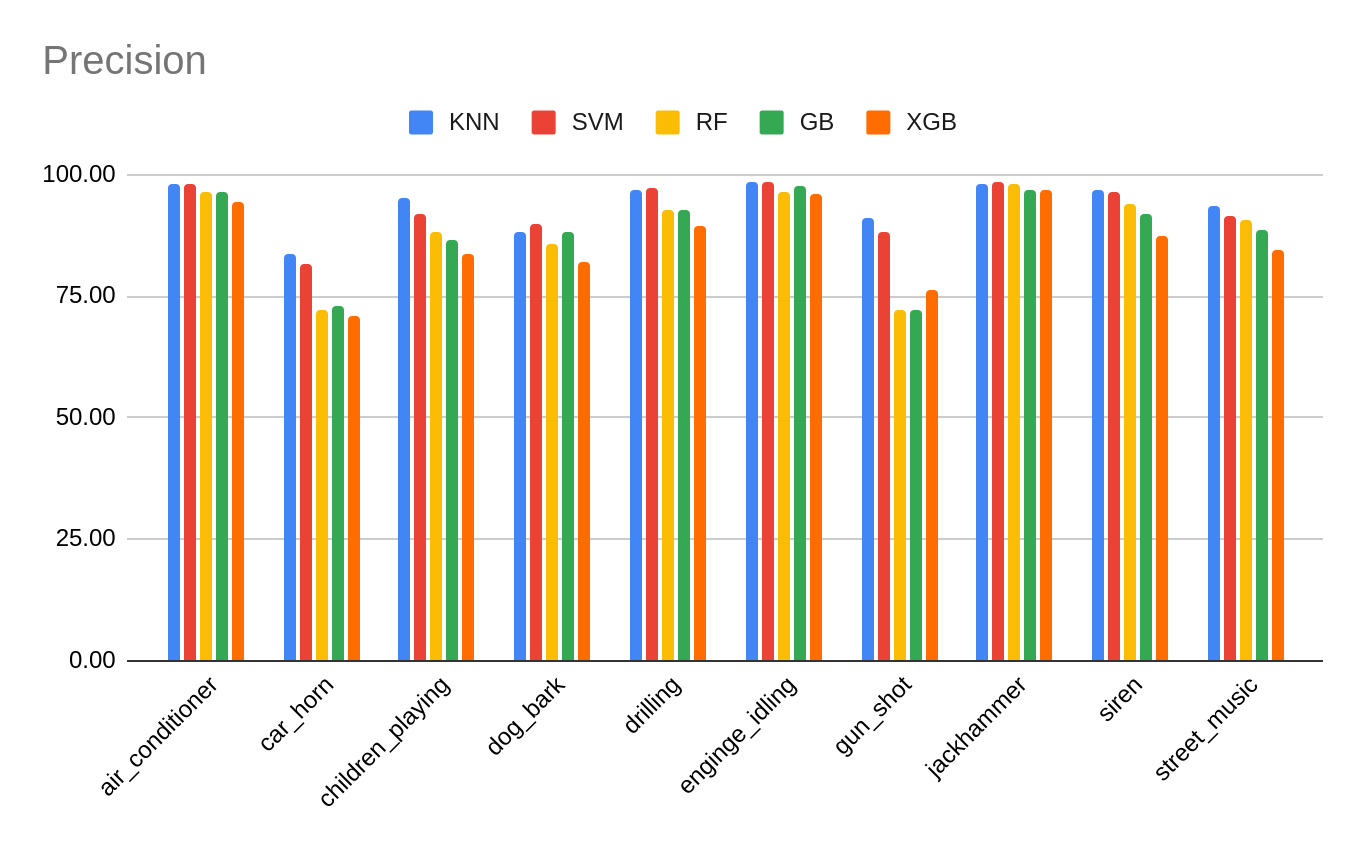 Precision
KNN SVM RF GB XGB
100.00
75.00
50.00
25.00
0.00
air_conditioner
car_horn
children_playing
dog_bark
drilling
enginge_idling
gun_shot
jackhammer
siren
street_music